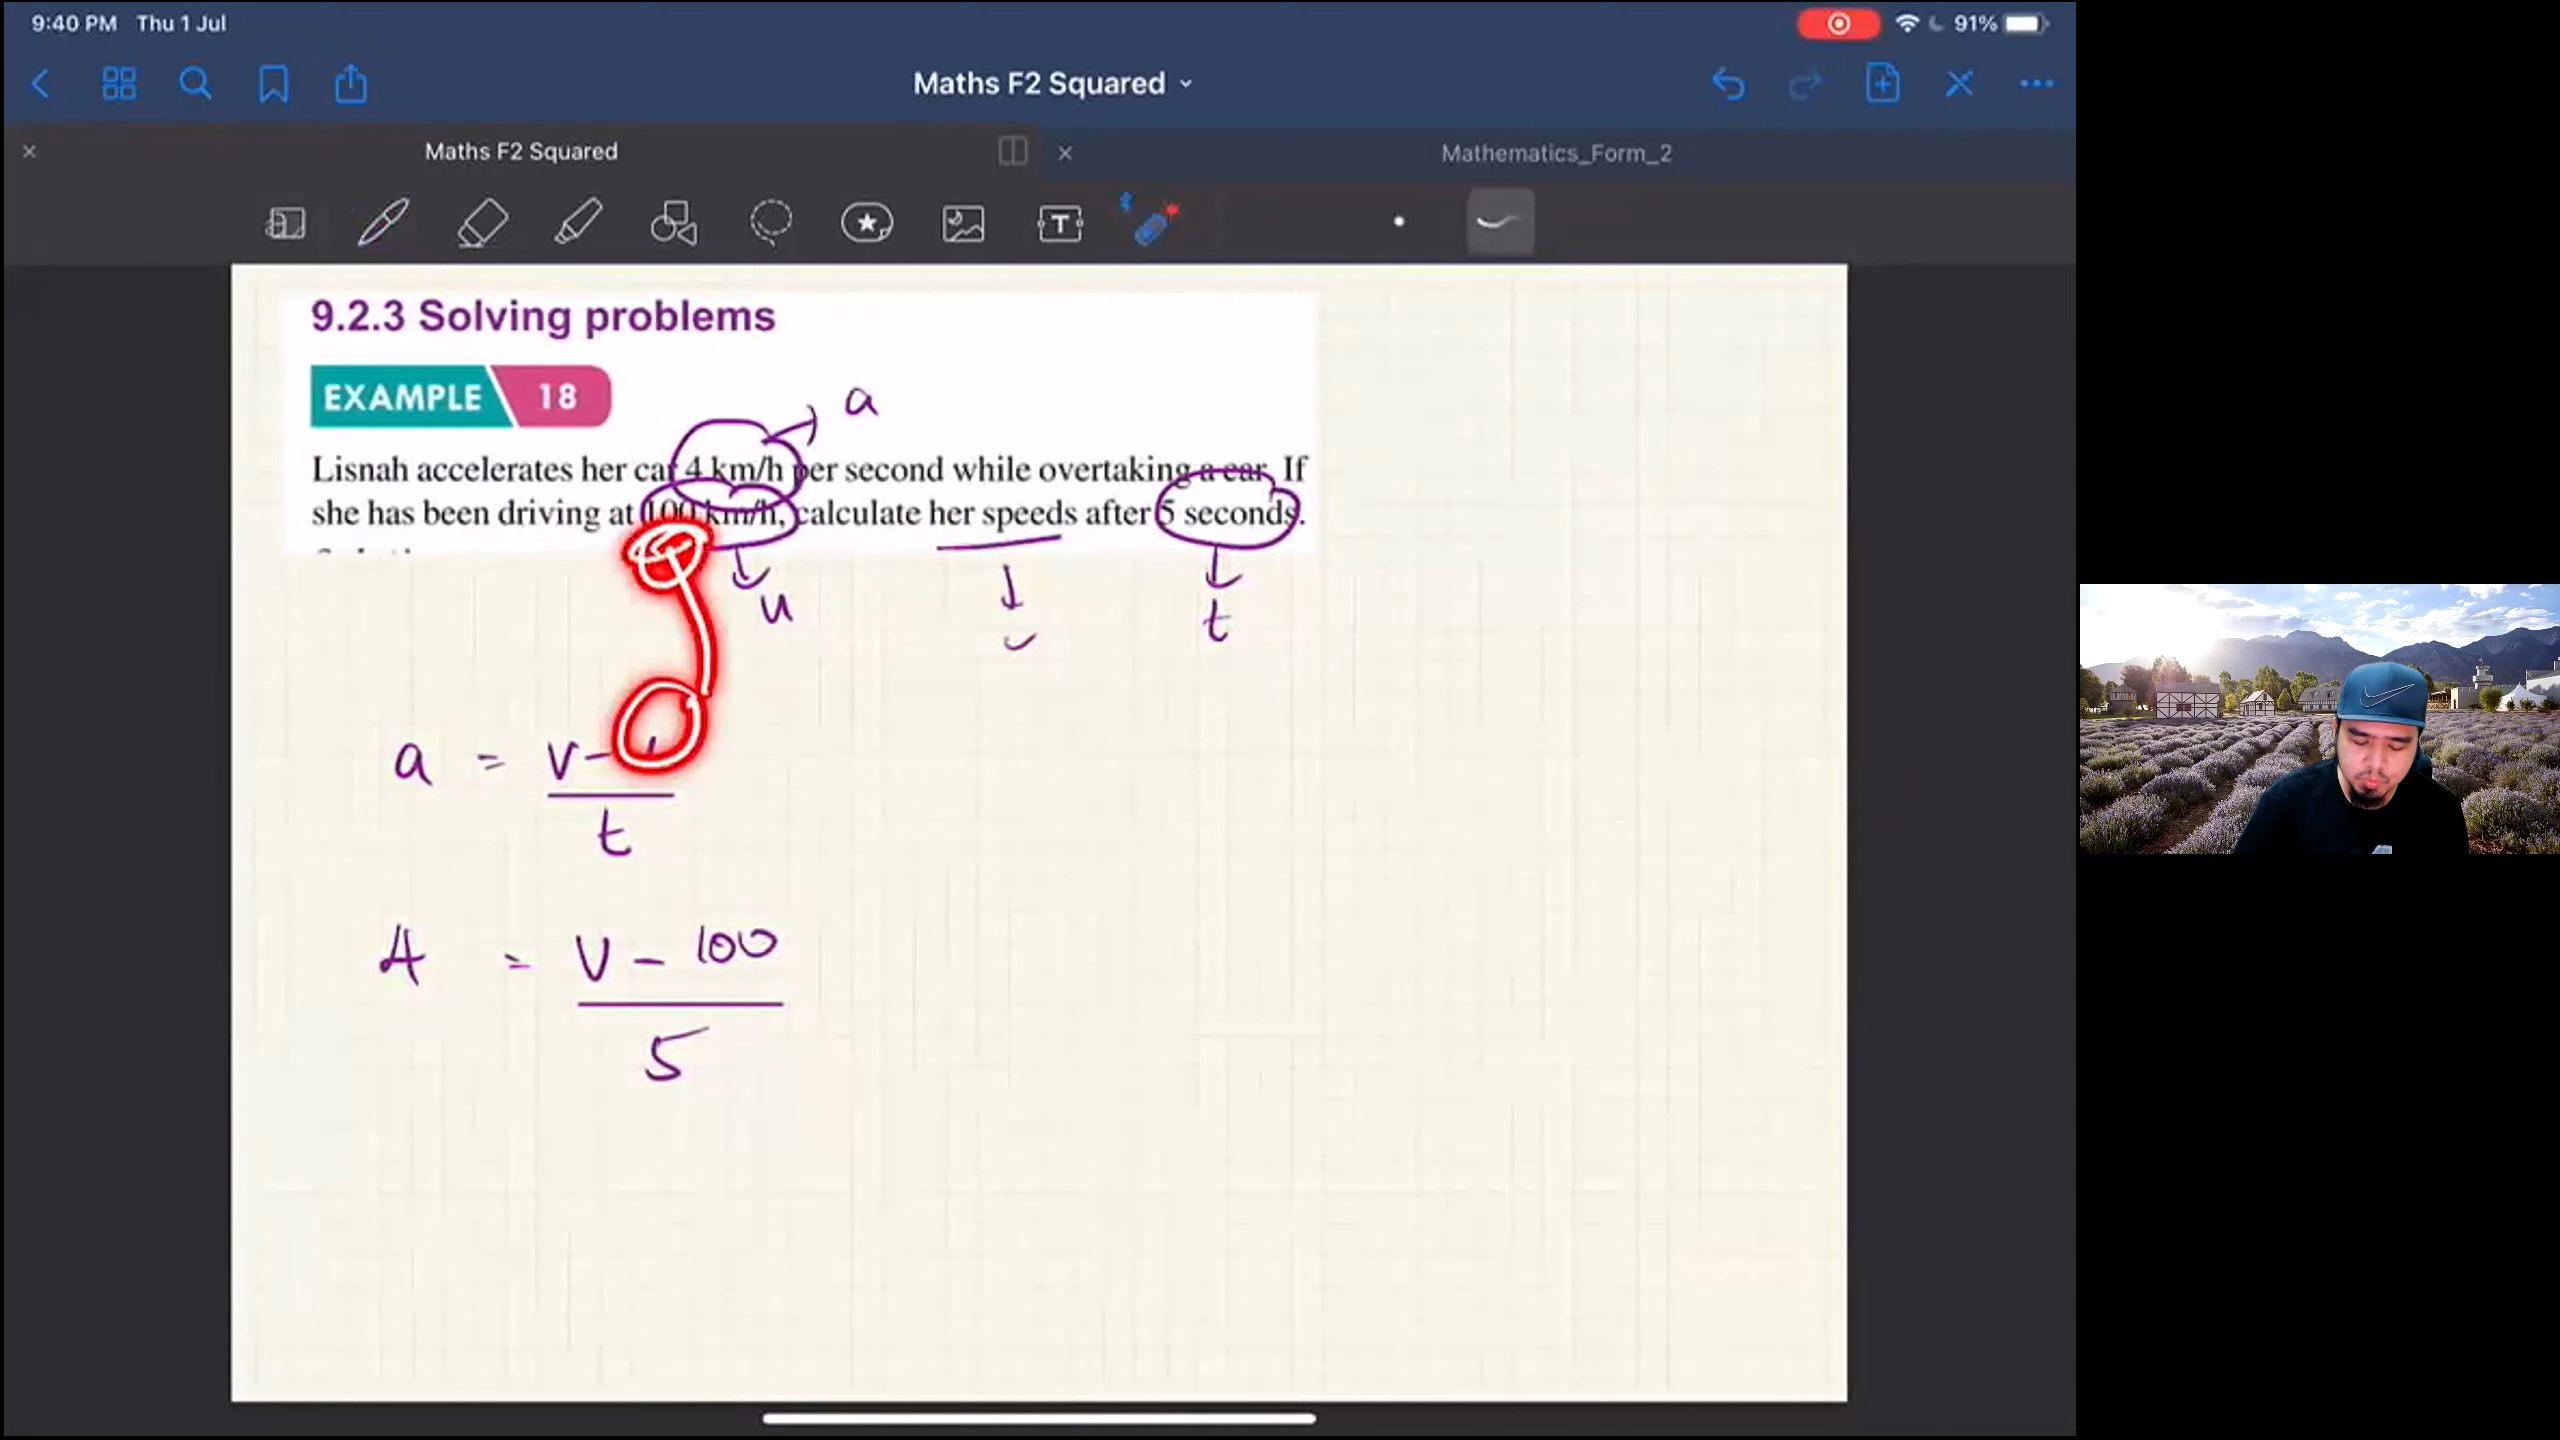 9:40 PM Thu 1 Jul 91%
Maths F2 Squared
Maths F2 Squared Mathematics_Form_2
T
9.2.3 Solving problems
EXAMPLE 18
a
Lisnah accelerates her car 4 km/h per second while overtaking a car. If
she has been driving at 100 km/h, calculate her speeds after 5 seconds.
u t
a = v-
t
4 = V - 100
5